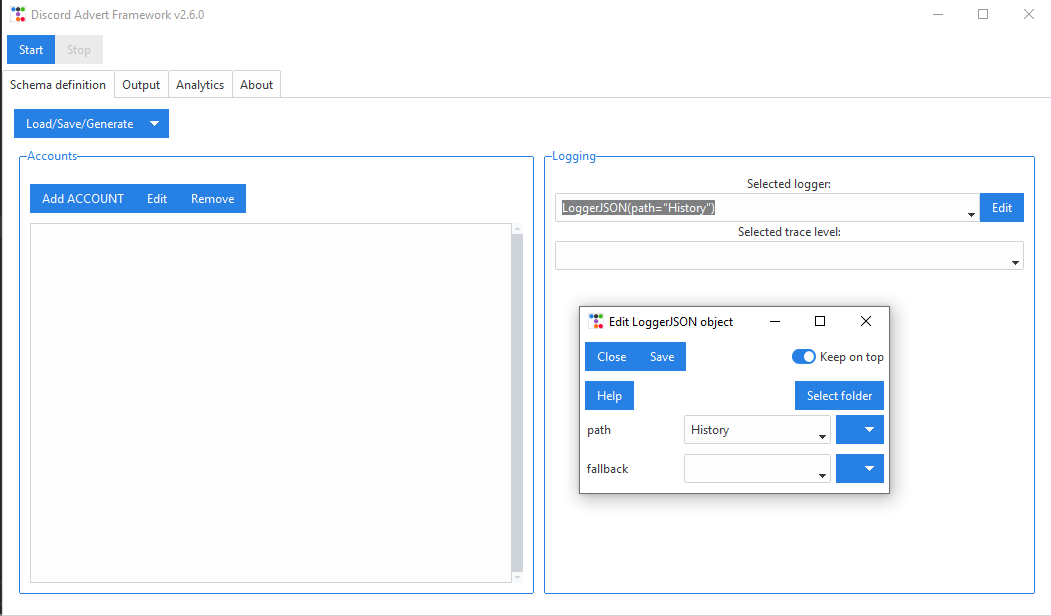 Discord Advert Framework v2.6.0
Start Stop
Schema definition Output Analytics About
Load/Save/Generate
Accounts
Add ACCOUNT Edit Remove
Logging
Selected logger:
LoggerJSON(path="History") Edit
Selected trace level:
Edit LoggerJSON object
Close Save Keep on top
Help Select folder
path History
fallback